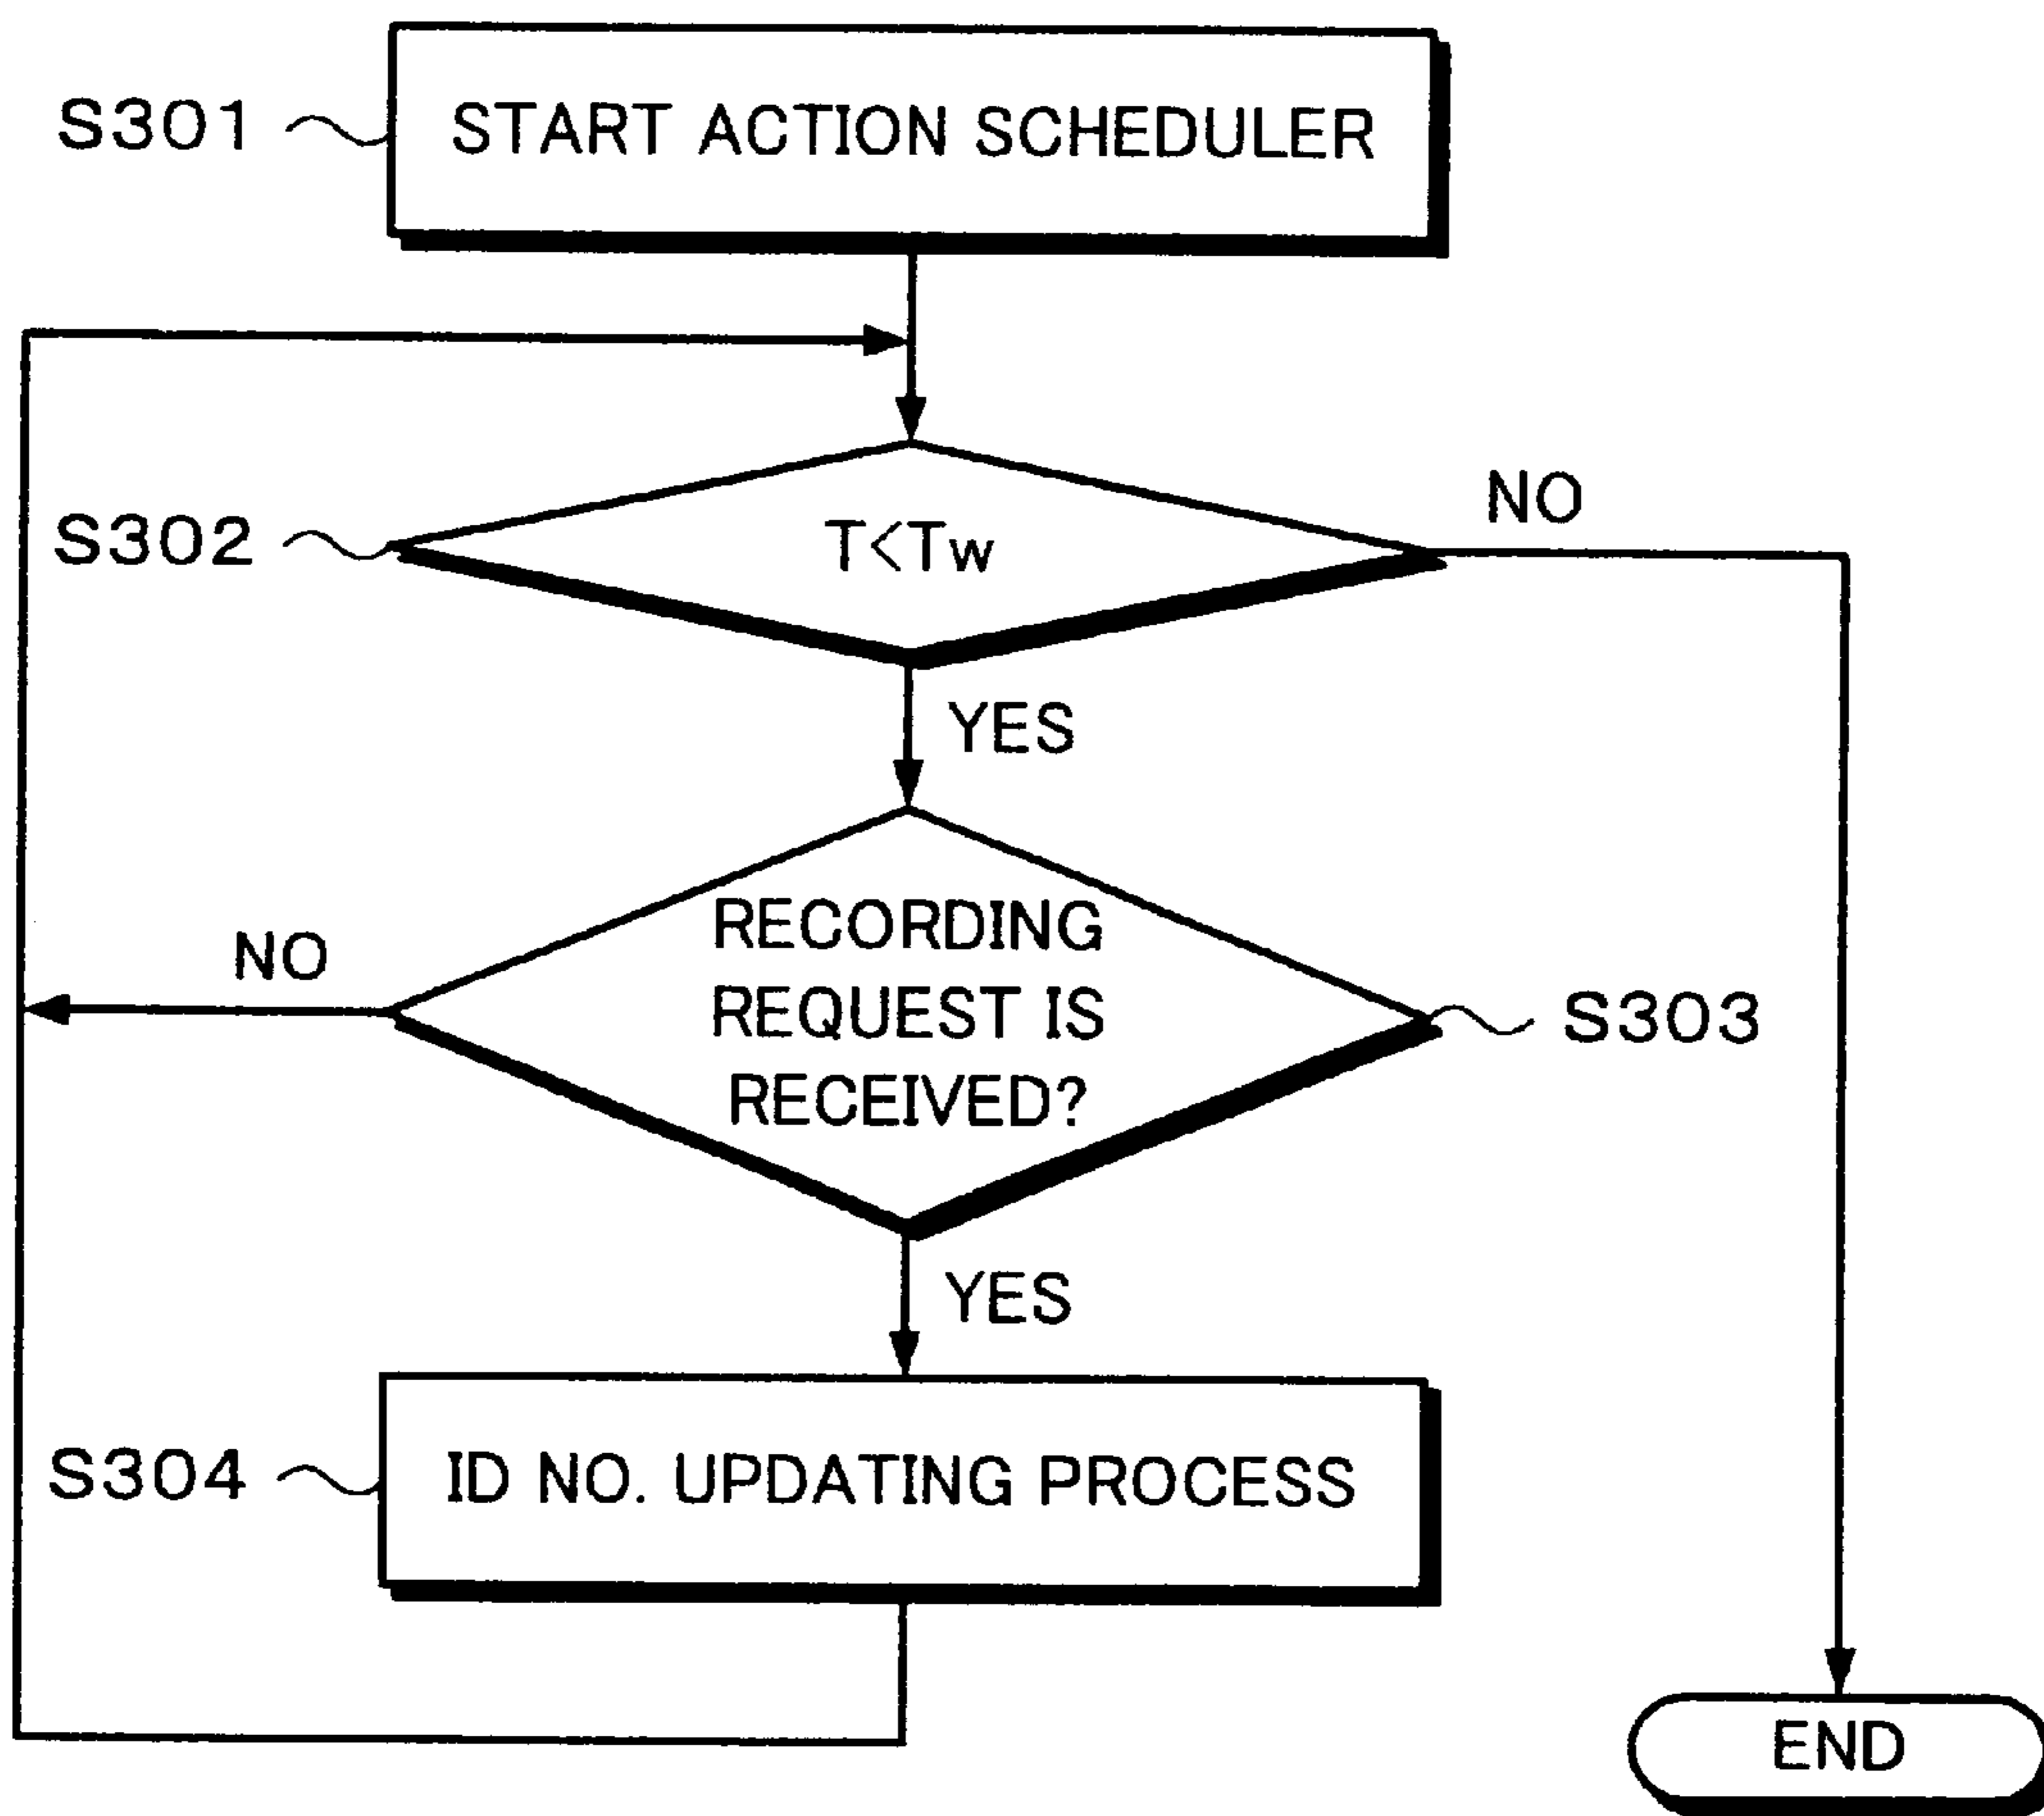 S301
START ACTION SCHEDULER
S302
T<Tw
NO
YES
NO
RECORDING
REQUEST IS
RECEIVED?
S303
YES
S304
ID NO. UPDATING PROCESS
END